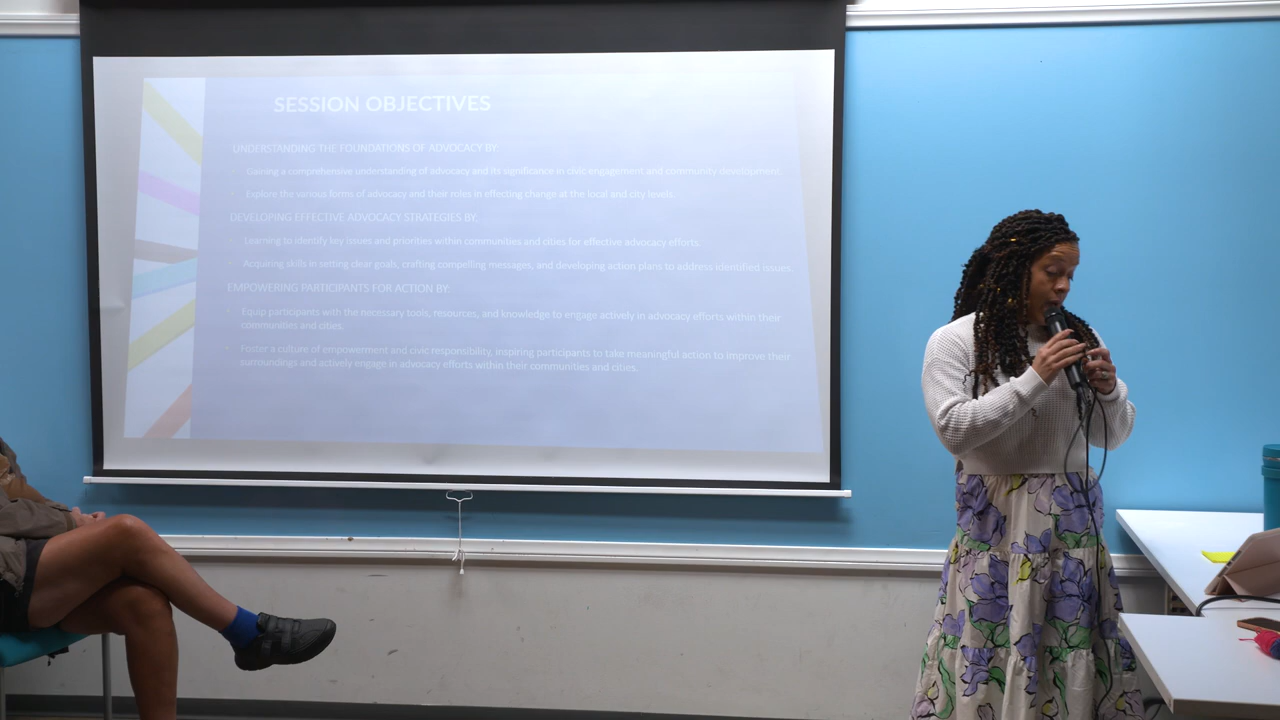 SESSION OBJECTIVES
UNDERSTANDING THE FOUNDATIONS OF ADVOCACY BY:
Gaining a comprehensive understanding of advocacy and its significance in civic engagement and community development.
Explore the various forms of advocacy and their roles in effecting change at the local and city levels.
DEVELOPING EFFECTIVE ADVOCACY STRATEGIES BY:
Learning to identify key issues and priorities within communities and cities for effective advocacy efforts.
Acquiring skills in setting clear goals, crafting compelling messages, and developing action plans to address identified issues.
EMPOWERING PARTICIPANTS FOR ACTION BY:
Equip participants with the necessary tools, resources, and knowledge to engage actively in advocacy efforts within their
communities and cities.
Foster a culture of empowerment and civic responsibility, inspiring participants to take meaningful action to improve their
surroundings and actively engage in advocacy efforts within their communities and cities.